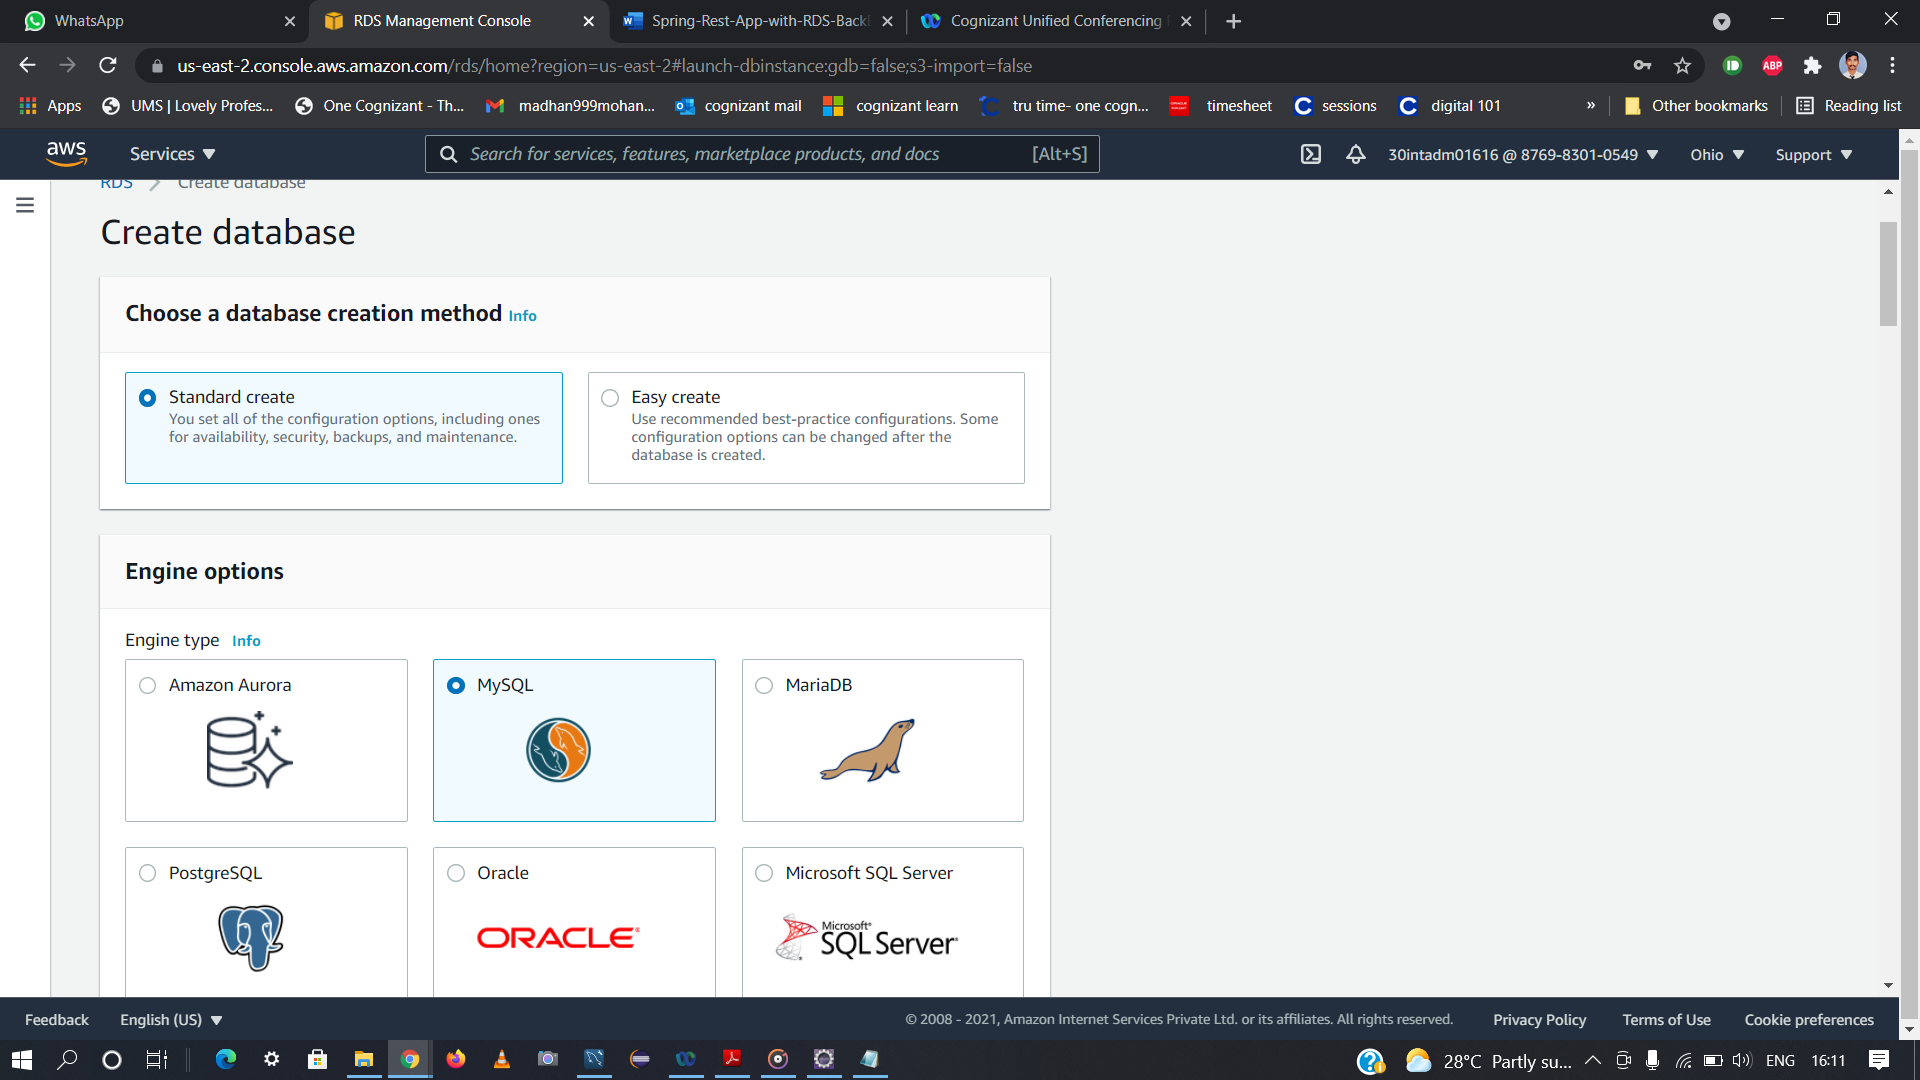 WhatsApp
RDS Management Console
Spring-Rest-App-with-RDS-BackE
Cognizant Unified Conferencing
us-east-2.console.aws.amazon.com/rds/home?region=us-east-2#launch-dbinstance:gdb=false;s3-import=false
ABP
Apps
UMS | Lovely Profes...
One Cognizant - Th...
madhan999mohan...
cognizant mail
cognizant learn
tru time- one cogn...
timesheet
sessions
digital 101
»
Other bookmarks
Reading list
aws
Services
Search for services, features, marketplace products, and docs
[Alt+S]
30intadm01616 @ 8769-8301-0549
Ohio
Support
RDS
Create database
Create database
Choose a database creation method Info
Standard create
You set all of the configuration options, including ones
for availability, security, backups, and maintenance.
Easy create
Use recommended best-practice configurations. Some
configuration options can be changed after the
database is created.
Engine options
Engine type Info
Amazon Aurora
MySQL
MariaDB
PostgreSQL
Oracle
Microsoft SQL Server
ORACLE
Microsoft
SQL Server
Feedback
English (US)
© 2008 - 2021, Amazon Internet Services Private Ltd. or its affiliates. All rights reserved.
Privacy Policy
Terms of Use
Cookie preferences
28°C Partly su...
ENG
16:11